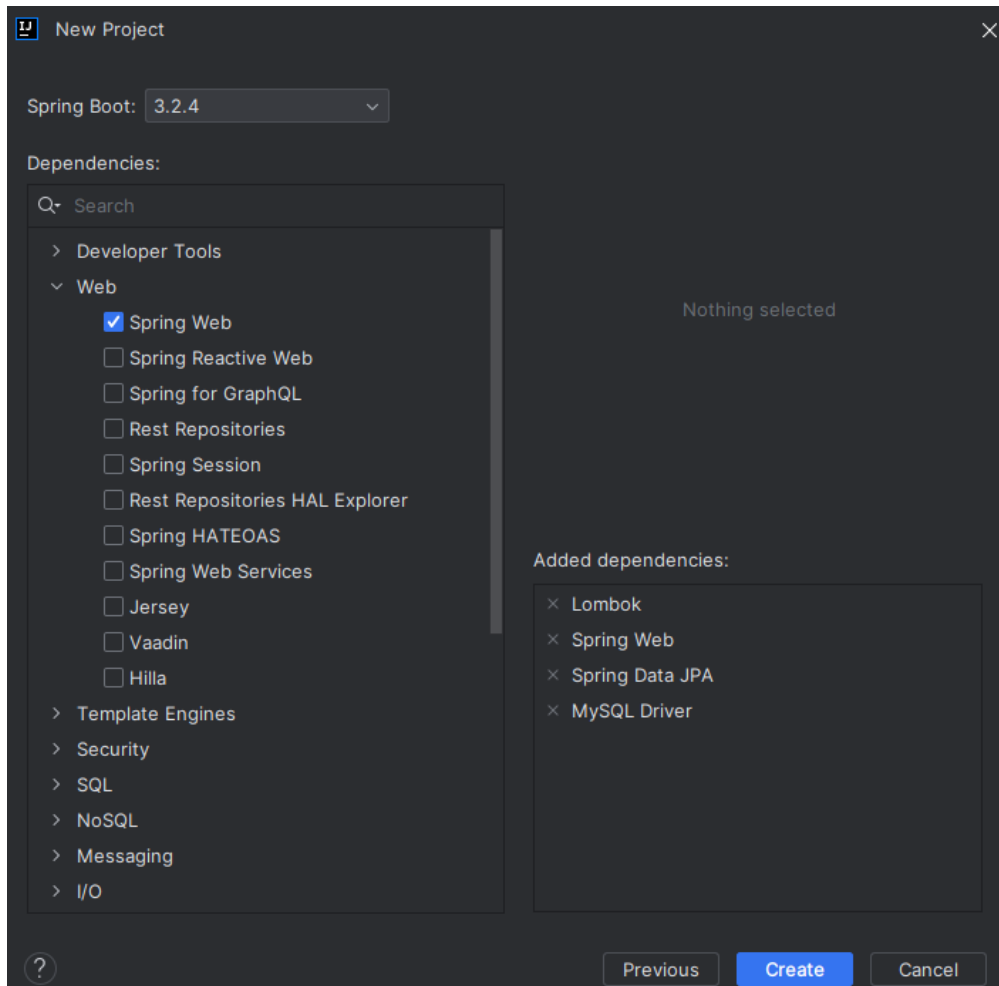 IJ New Project
Spring Boot: 3.2.4
Dependencies:
Search
Developer Tools
Web
Spring Web
Spring Reactive Web
Spring for GraphQL
Rest Repositories
Spring Session
Rest Repositories HAL Explorer
Spring HATEOAS
Spring Web Services
Jersey
Vaadin
Hilla
Template Engines
Security
SQL
NoSQL
Messaging
I/O
Nothing selected
Added dependencies:
Lombok
Spring Web
Spring Data JPA
MySQL Driver
? Previous Create Cancel